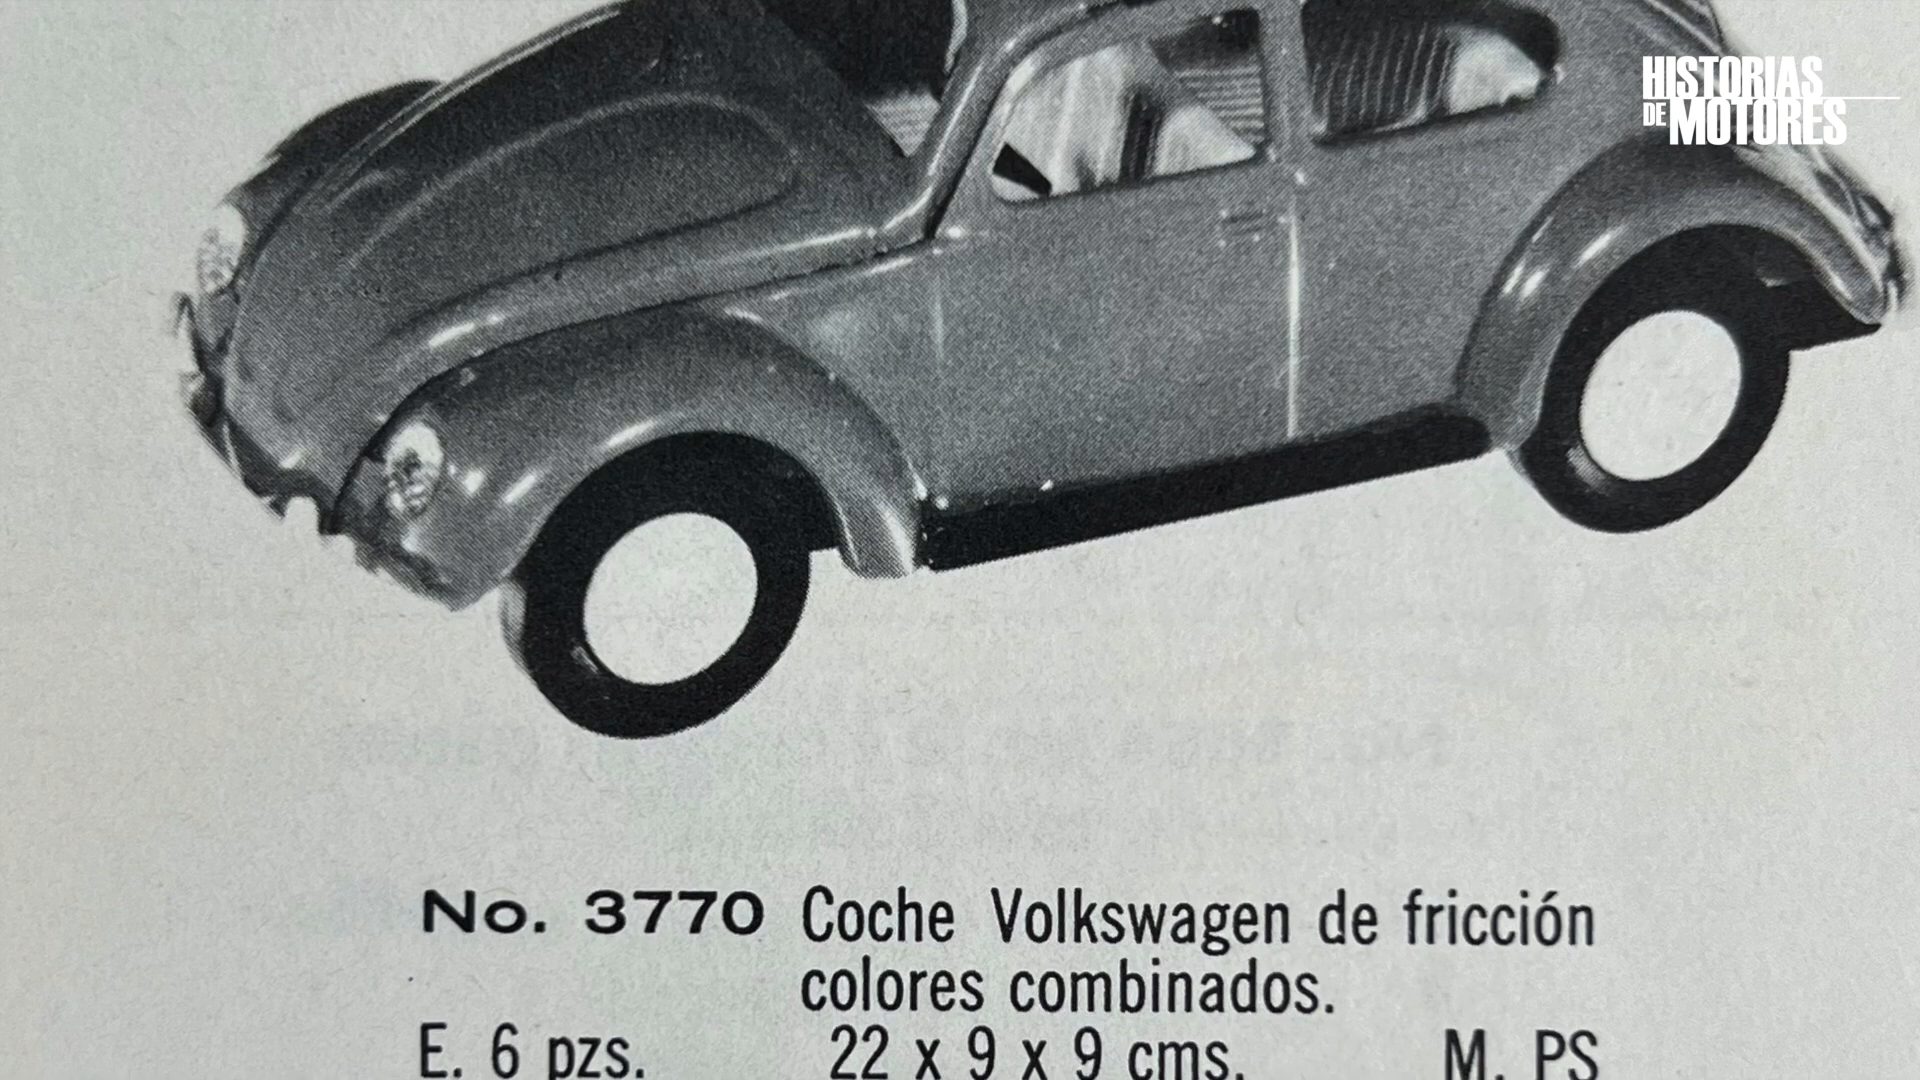 HISTORIAS
DE MOTORES
No. 3770 Coche Volkswagen de fricción
colores combinados.
E. 6 pzs. 22 x 9 x 9 cms. M. PS